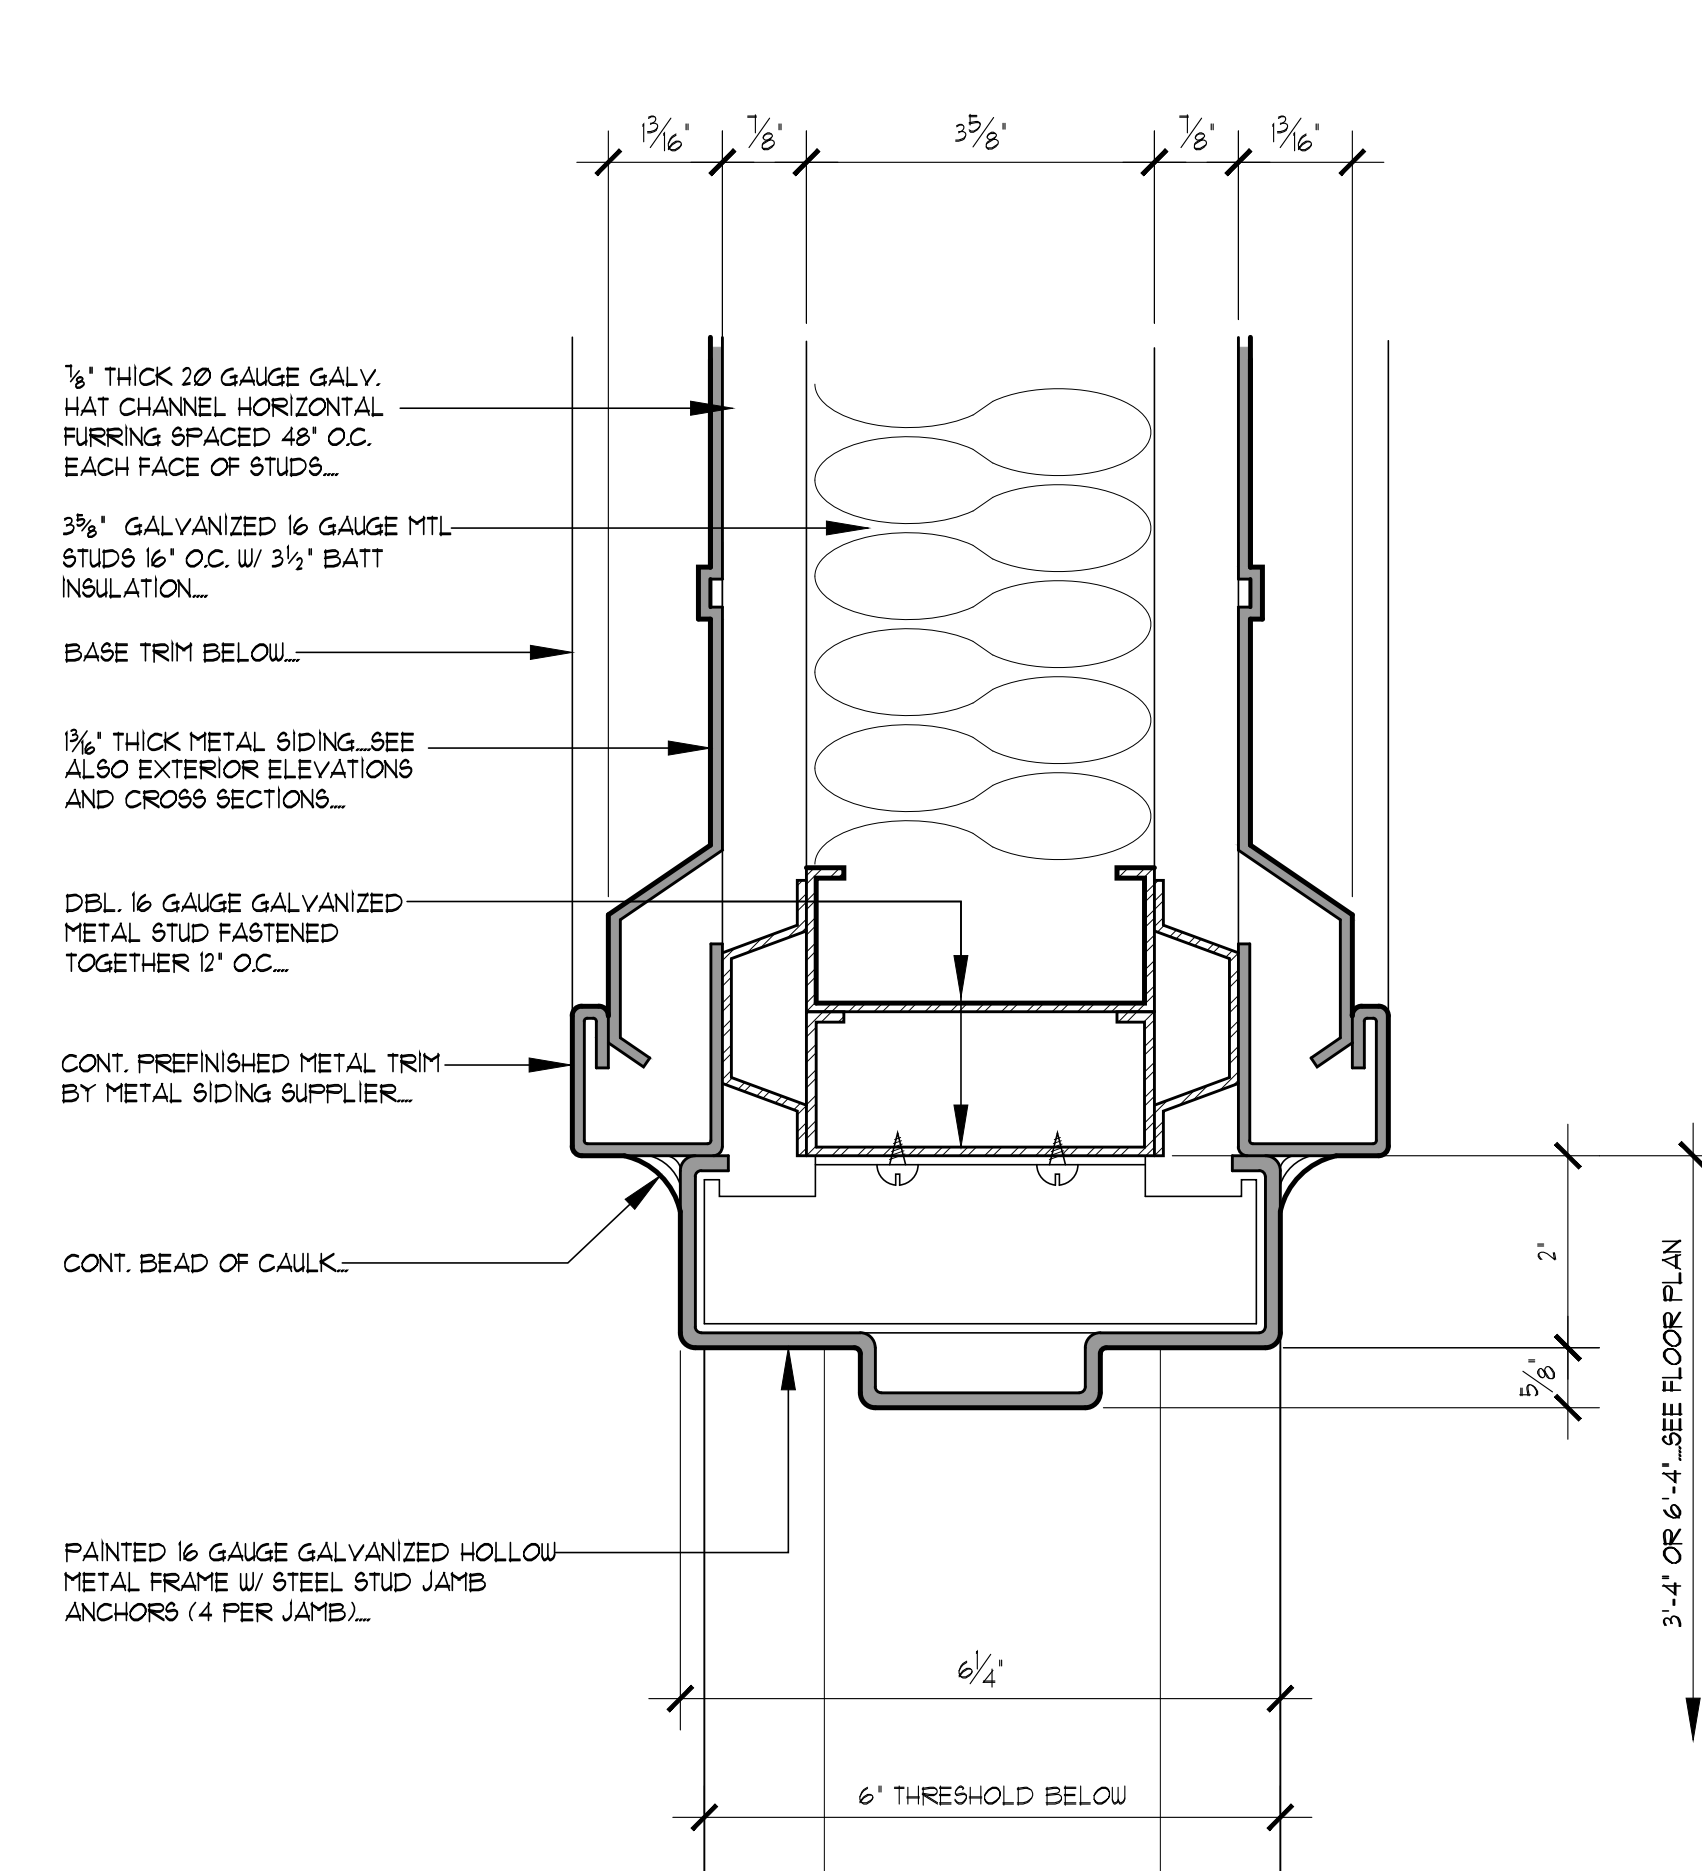 1 3/16" 7/8" 3 5/8" 7/8" 1 3/16"
7/8" THICK 20 GAUGE GALV.
HAT CHANNEL HORIZONTAL
FURRING SPACED 48" O.C.
EACH FACE OF STUDS....
3 5/8" GALVANIZED 16 GAUGE MTL
STUDS 16" O.C. W/ 3 1/2" BATT
INSULATION....
BASE TRIM BELOW....
1 3/16" THICK METAL SIDING....SEE
ALSO EXTERIOR ELEVATIONS
AND CROSS SECTIONS....
DBL. 16 GAUGE GALVANIZED
METAL STUD FASTENED
TOGETHER 12" O.C....
CONT. PREFINISHED METAL TRIM
BY METAL SIDING SUPPLIER....
CONT. BEAD OF CAULK....
PAINTED 16 GAUGE GALVANIZED HOLLOW
METAL FRAME W/ STEEL STUD JAMB
ANCHORS (4 PER JAMB)....
2"
5/8"
3'-4" OR 6'-4"....SEE FLOOR PLAN
6 1/4"
6" THRESHOLD BELOW